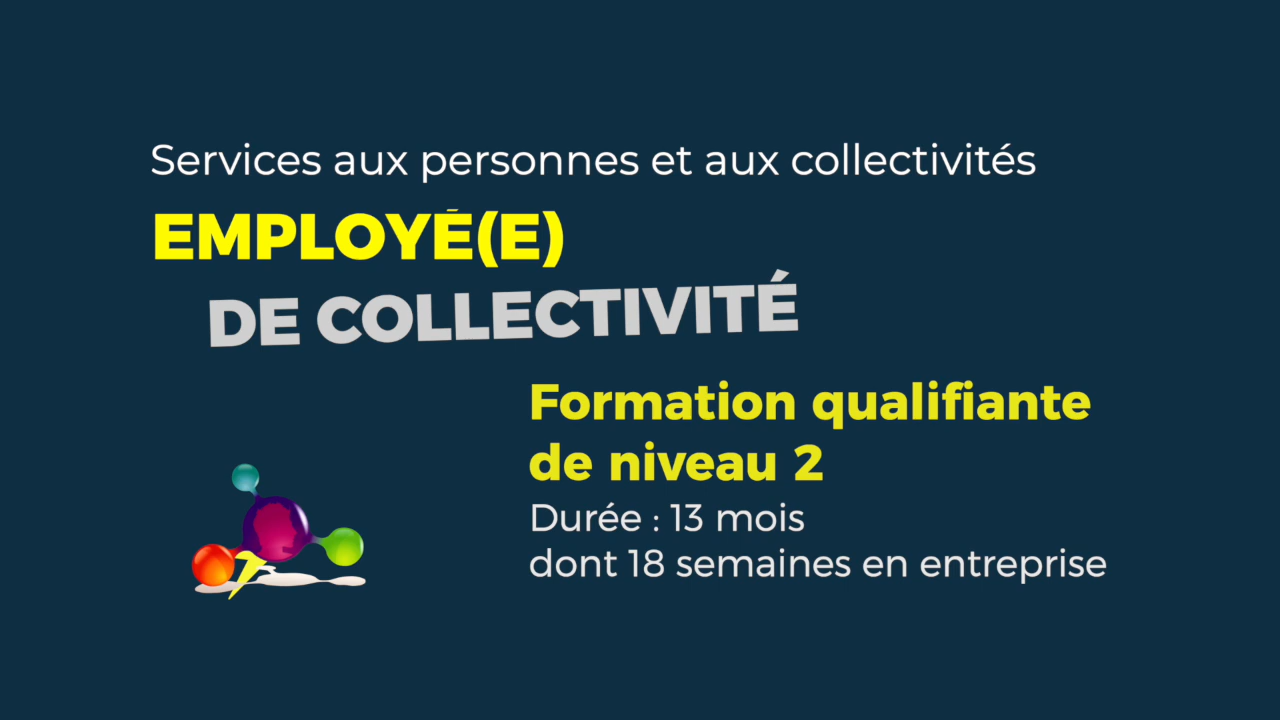 Services aux personnes et aux collectivités
EMPLOYÉ(E)
DE COLLECTIVITÉ
Formation qualifiante
de niveau 2
Durée : 13 mois
dont 18 semaines en entreprise